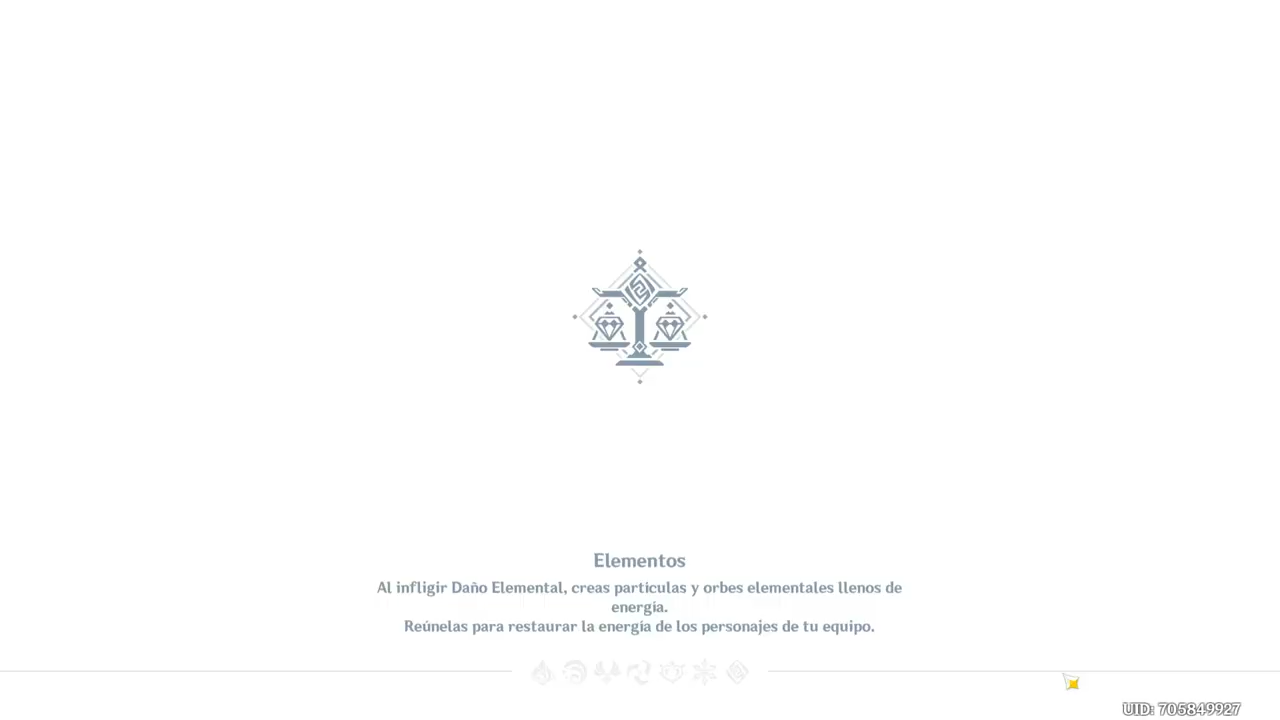 Elementos
Al infligir Daño Elemental, creas partículas y orbes elementales llenos de
energía.
Reúnelas para restaurar la energía de los personajes de tu equipo.
UID: 705849927